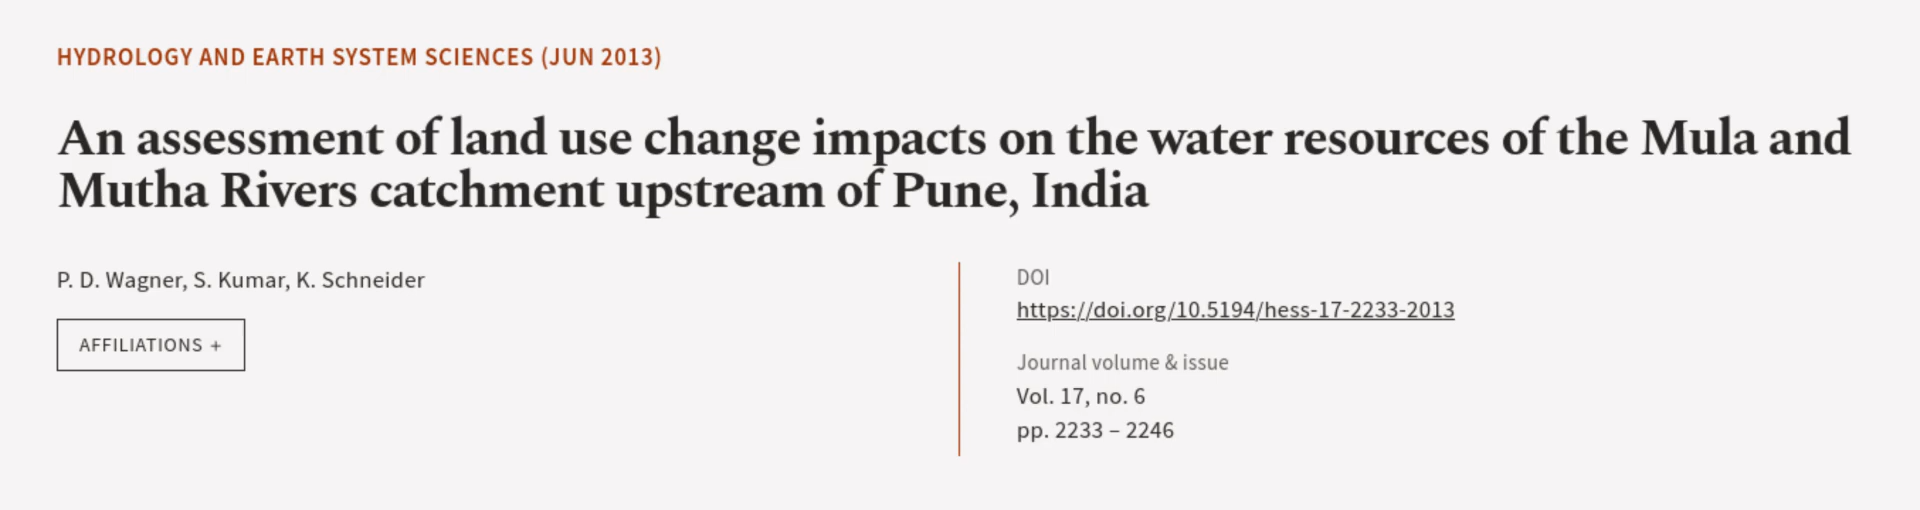 HYDROLOGY AND EARTH SYSTEM SCIENCES (JUN 2013)
An assessment of land use change impacts on the water resources of the Mula and
Mutha Rivers catchment upstream of Pune, India
P. D. Wagner, S. Kumar, K. Schneider
AFFILIATIONS +
DOI
https://doi.org/10.5194/hess-17-2233-2013
Journal volume & issue
Vol. 17, no. 6
pp. 2233 – 2246